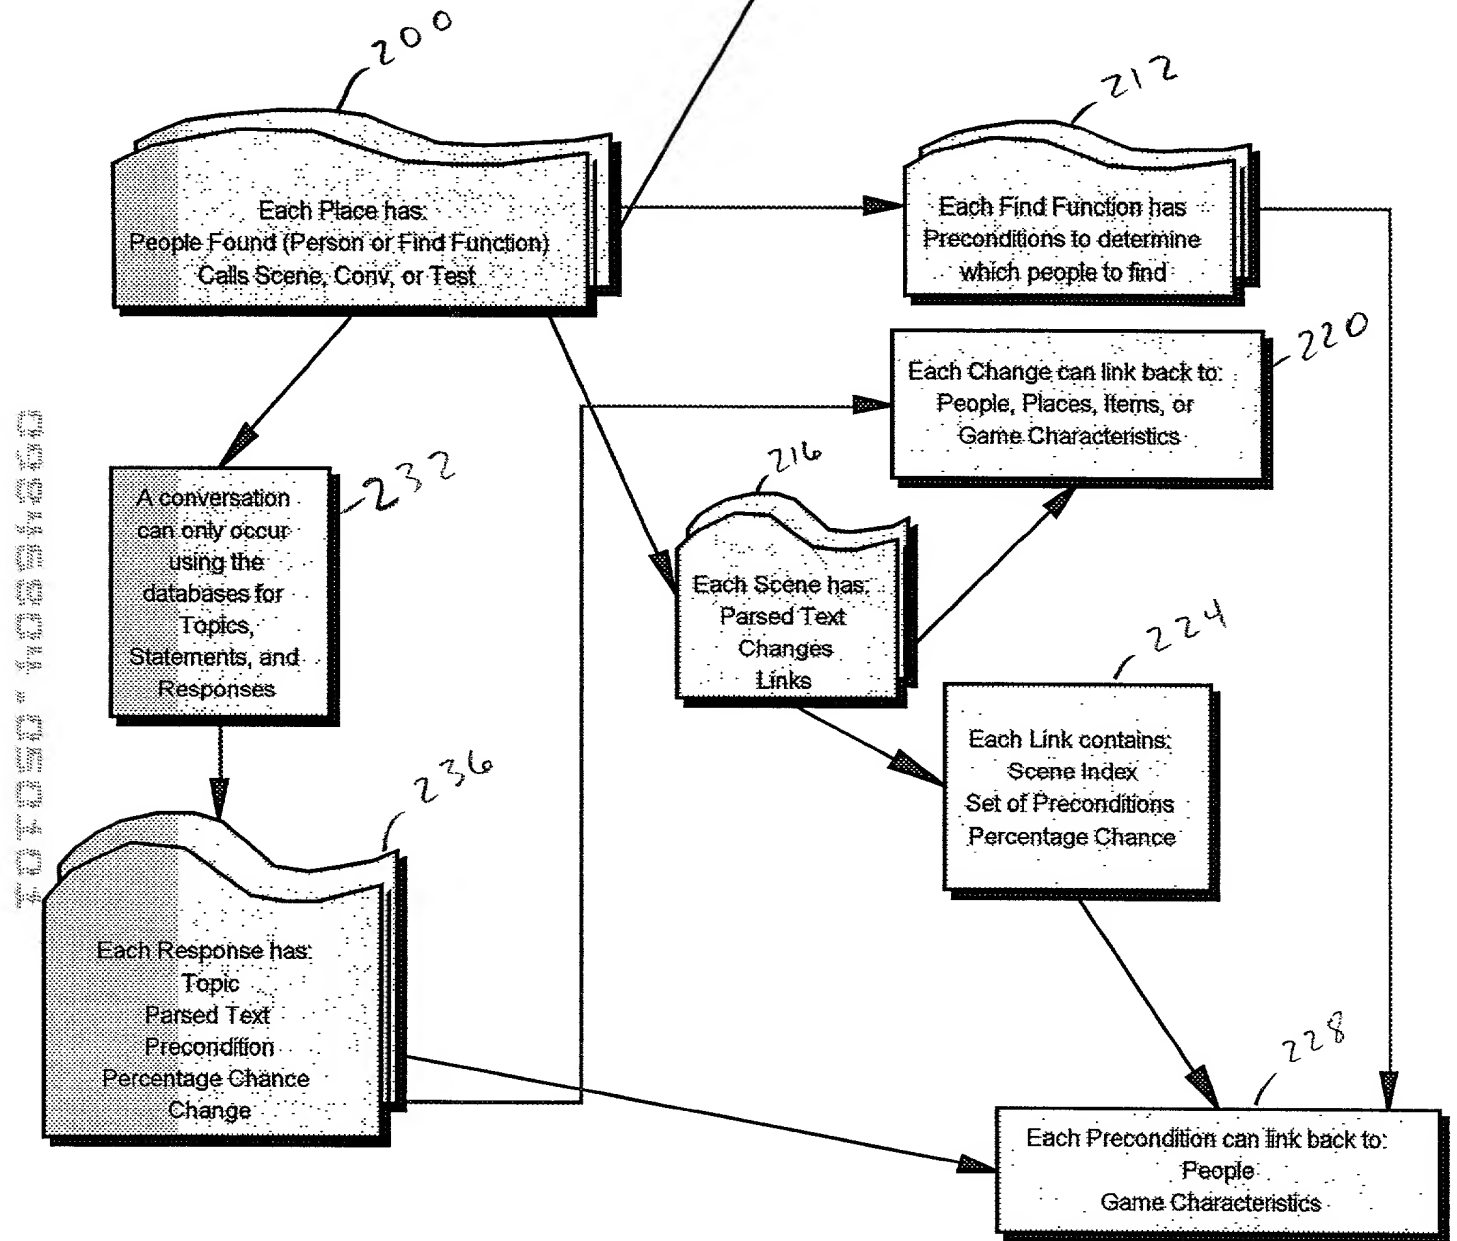 200
212
Each Place has:
People Found (Person or Find Function)
Calls Scene, Conv, or Test
Each Find Function has
Preconditions to determine
which people to find
220
Each Change can link back to:
People, Places, Items, or
Game Characteristics
232
A conversation
can only occur
using the
databases for
Topics,
Statements, and
Responses
216
Each Scene has:
Parsed Text
Changes
Links
224
Each Link contains:
Scene Index
Set of Preconditions
Percentage Chance
236
Each Response has:
Topic
Parsed Text
Precondition
Percentage Chance
Change
228
Each Precondition can link back to:
People
Game Characteristics